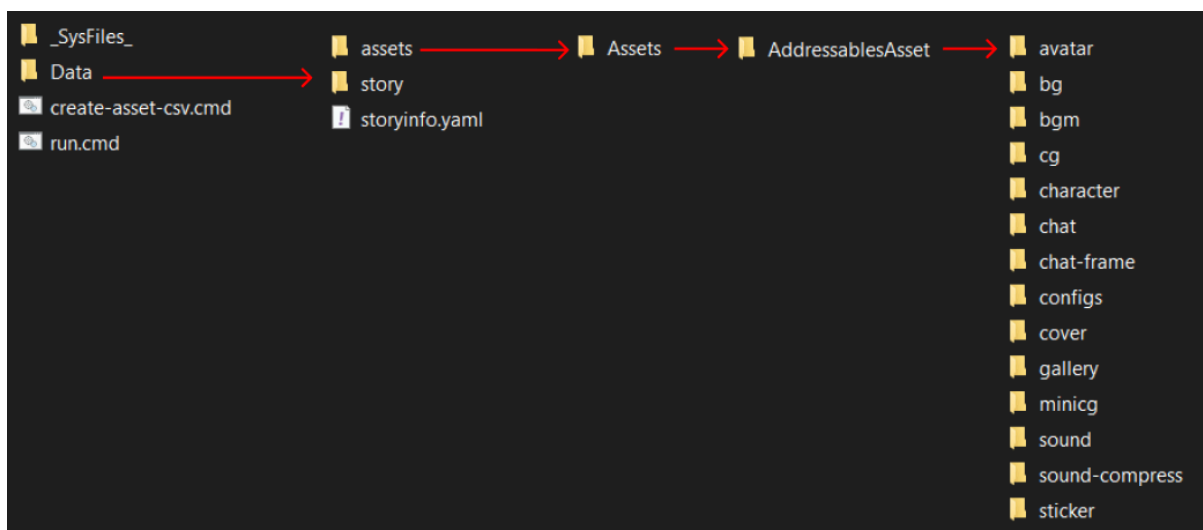 _SysFiles_
Data
create-asset-csv.cmd
run.cmd
assets
story
storyinfo.yaml
Assets
AddressablesAsset
avatar
bg
bgm
cg
character
chat
chat-frame
configs
cover
gallery
minicg
sound
sound-compress
sticker